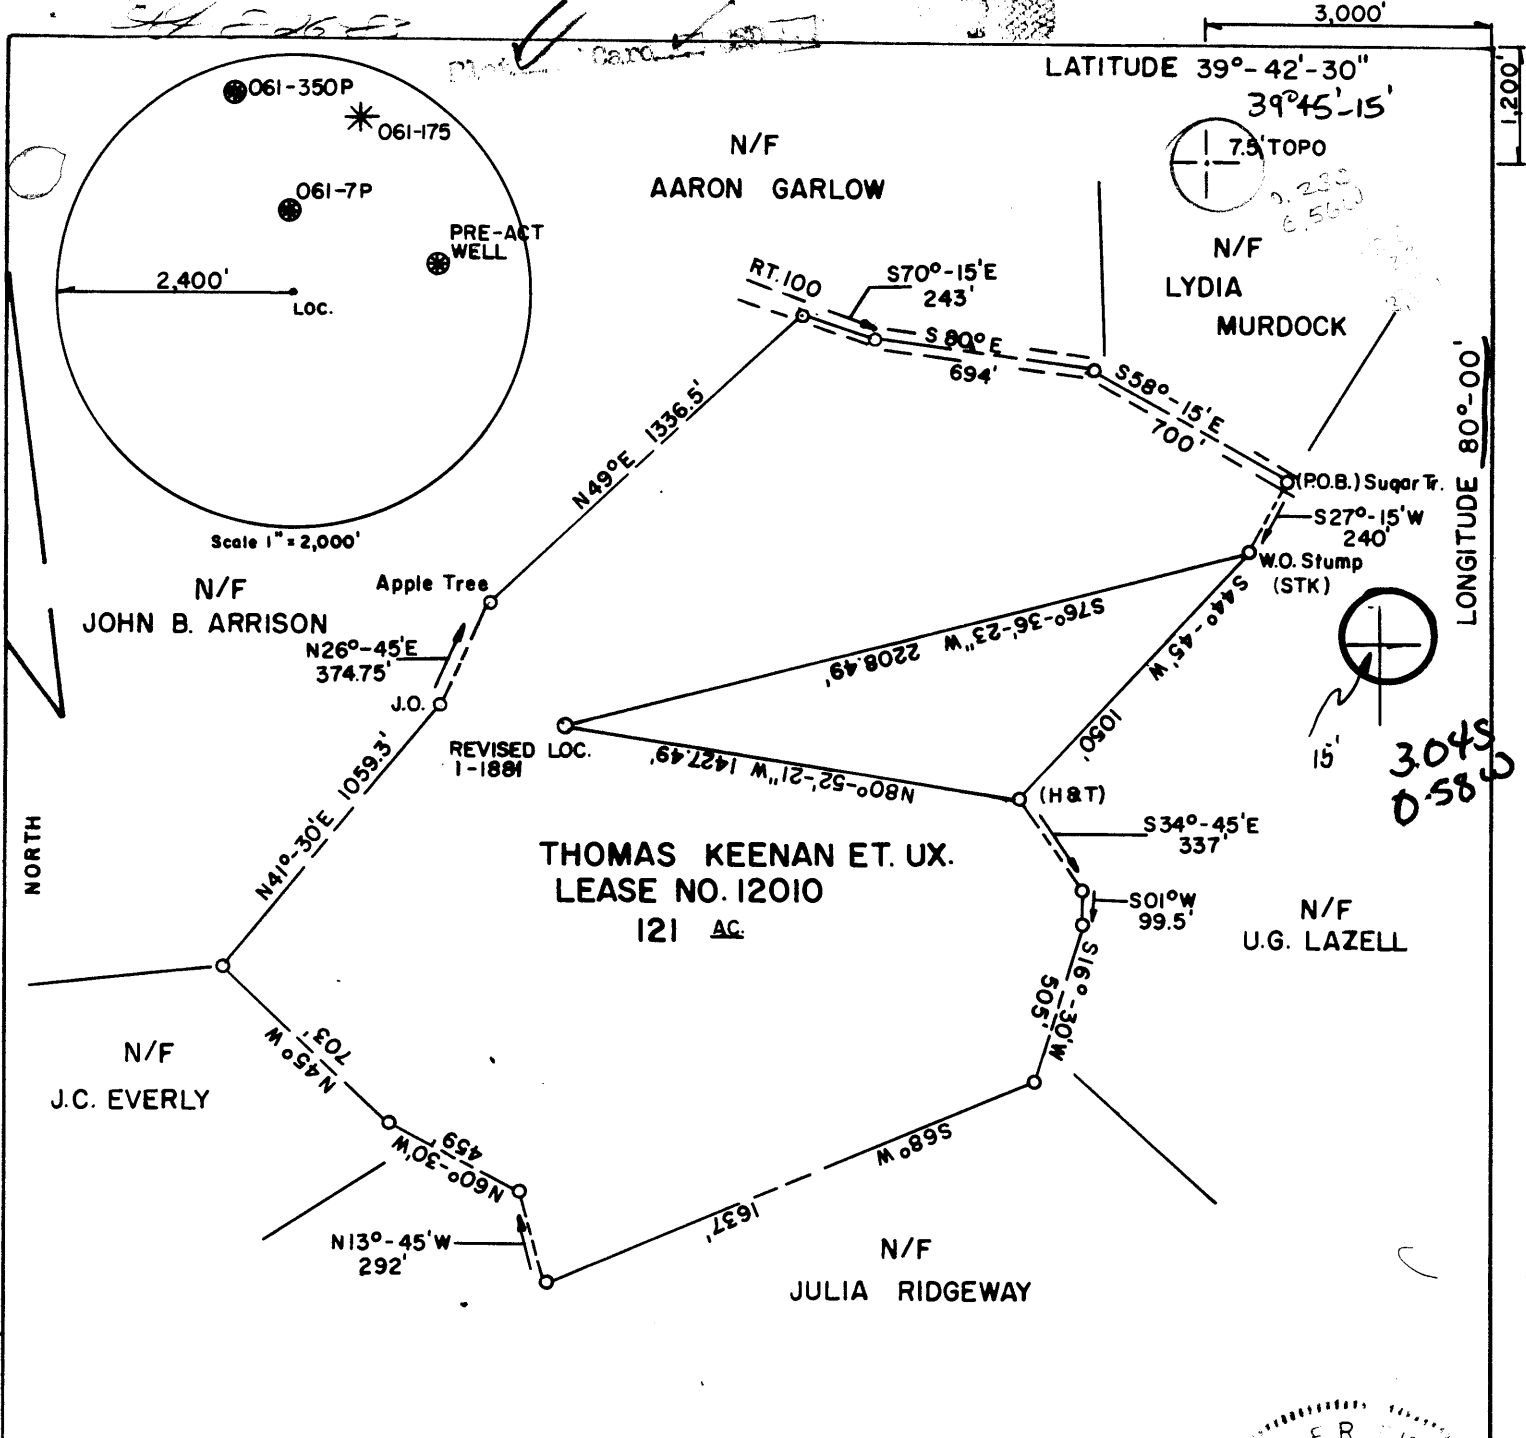 3,000'
1,200'
LATITUDE 39°-42'-30"
39°45'-15'
7.5' TOPO
061-350P
061-175
061-7P
PRE-ACT
WELL
2,400'
LOC.
Scale 1" = 2,000'
N/F
AARON GARLOW
N/F
LYDIA
MURDOCK
RT. 100
S70°-15'E
243'
S 80° E
694'
S58°-15'E
700'
(P.O.B.) Sugar Tr.
S27°-15'W
240'
W.O. Stump
(STK)
LONGITUDE 80°-00'
N49°E 1336.5'
N/F
JOHN B. ARRISON
Apple Tree
N26°-45'E
374.75'
J.O.
S76°-36'-23"W 2208.49'
S44°-45'W
1050'
REVISED LOC.
1-1881
N80°-52'-21"W 1427.49'
(H&T)
15'
3.04S
0.58W
S34°-45'E
337'
N41°-30'E 1059.3'
NORTH
THOMAS KEENAN ET. UX.
LEASE NO. 12010
121 AC.
S01°W
99.5'
N/F
U.G. LAZELL
S16°-30'W
505'
N45°W
703'
N/F
J.C. EVERLY
N60°-30'W
459'
S68°W
1637'
N13°-45'W
292'
N/F
JULIA RIDGEWAY